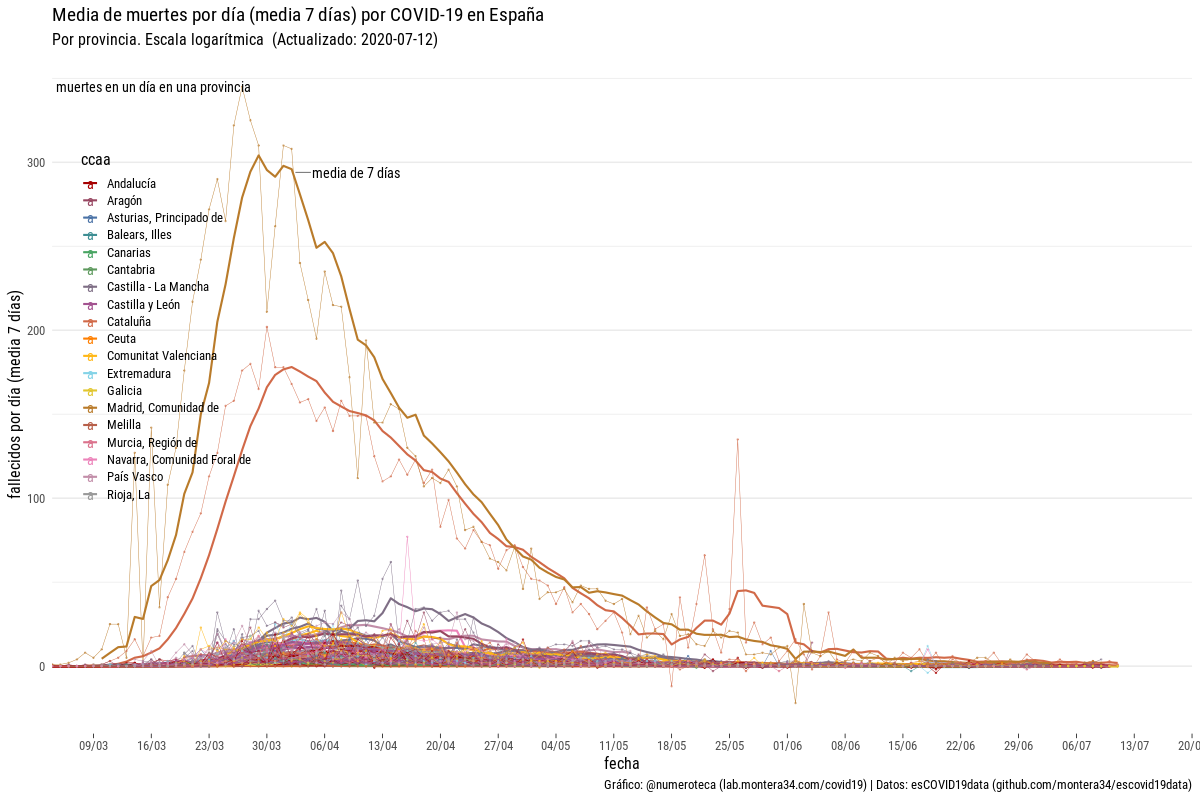 Media de muertes por día (media 7 días) por COVID-19 en España
Por provincia. Escala logarítmica  (Actualizado: 2020-07-12)
muertes en un día en una provincia
media de 7 días
ccaa
Andalucía
Aragón
Asturias, Principado de
Balears, Illes
Canarias
Cantabria
Castilla - La Mancha
Castilla y León
Cataluña
Ceuta
Comunitat Valenciana
Extremadura
Galicia
Madrid, Comunidad de
Melilla
Murcia, Región de
Navarra, Comunidad Foral de
País Vasco
Rioja, La
fallecidos por día (media 7 días)
300
200
100
0
09/03 16/03 23/03 30/03 06/04 13/04 20/04 27/04 04/05 11/05 18/05 25/05 01/06 08/06 15/06 22/06 29/06 06/07 13/07 20/0
fecha
Gráfico: @numeroteca (lab.montera34.com/covid19) | Datos: esCOVID19data (github.com/montera34/escovid19data)